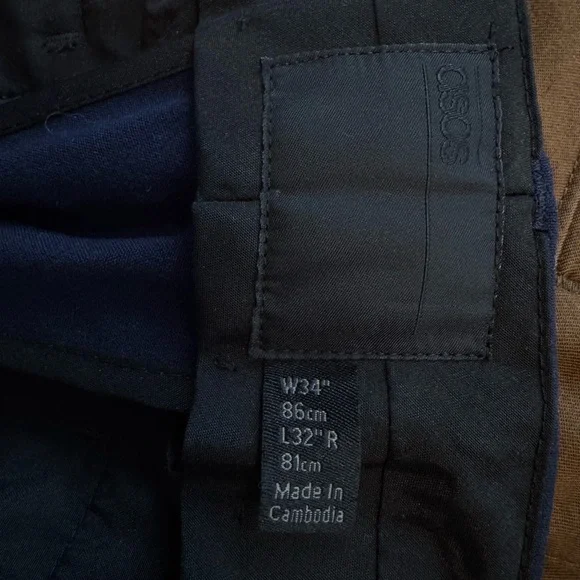 asos
W34"
86cm
L32" R
81cm
Made In
Cambodia